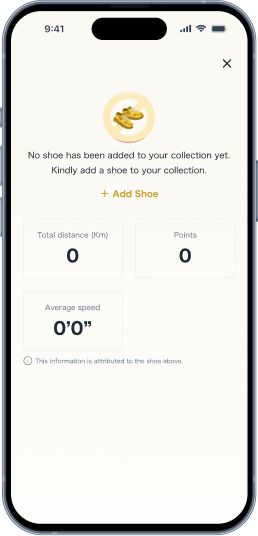 9:41
No shoe has been added to your collection yet.
Kindly add a shoe to your collection.
+ Add Shoe
Total distance (Km)
0
Points
0
Average speed
0’0”
This information is attributed to the shoe above.